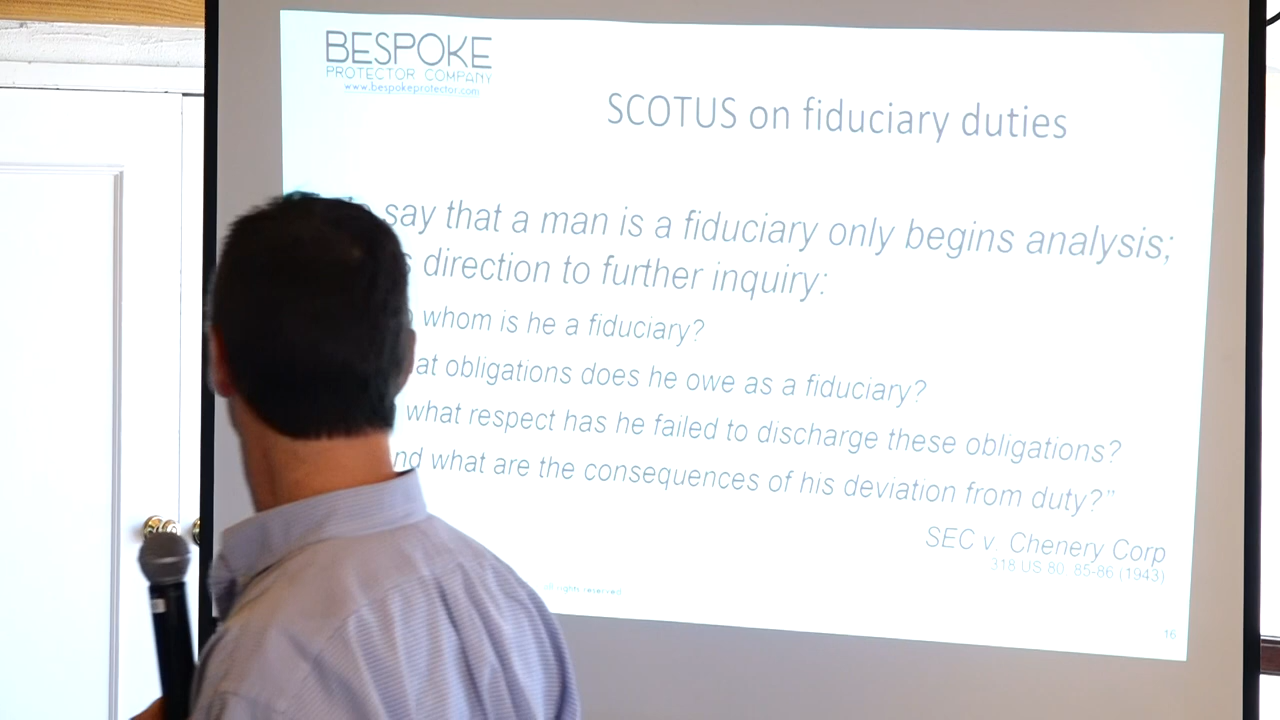 BESPOKE
PROTECTOR COMPANY
www.bespokeprotector.com
SCOTUS on fiduciary duties
say that a man is a fiduciary only begins analysis;
direction to further inquiry:
whom is he a fiduciary?
at obligations does he owe as a fiduciary?
what respect has he failed to discharge these obligations?
nd what are the consequences of his deviation from duty?”
SEC v. Chenery Corp
318 US 80 85-86 (1943)
rights reserved
16